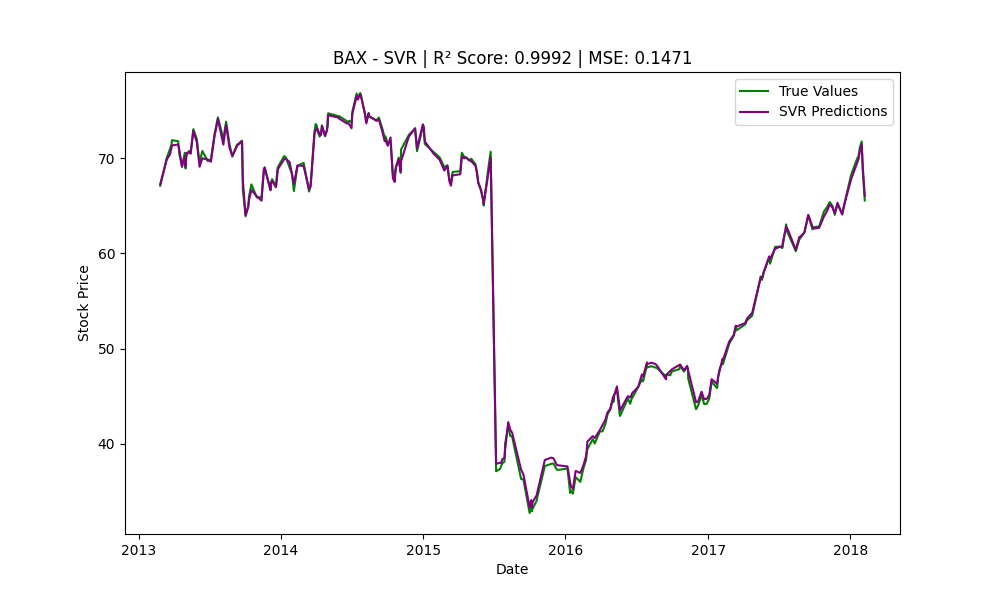 BAX - SVR | R² Score: 0.9992 | MSE: 0.1471
True Values
SVR Predictions
Stock Price
70
60
50
40
2013 2014 2015 2016 2017 2018
Date